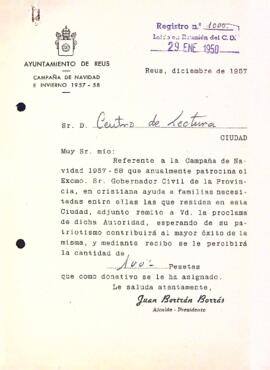 Registro n.º 1000.
Leído en Reunión del C. D.
29 ENE. 1958
AYUNTAMIENTO DE REUS
CAMPAÑA DE NAVIDAD
E INVIERNO 1957-58
Reus, diciembre de 1957
Sr. D. Centro de Lectura
CIUDAD
Muy Sr. mío:
Referente a la Campaña de Na-
vidad 1957-58 que anualmente patrocina el
Excmo. Sr. Gobernador Civil de la Provin-
cia, en cristiana ayuda a familias necesi-
tadas entre ellas las que residen en esta
Ciudad, adjunto remito a Vd. la proclama
de dicha Autoridad, esperando de su pa-
triotismo contribuirá al mayor éxito de la
misma, y mediante recibo se le percibirá
la cantidad de
100'- Pesetas
que como donativo se le ha asignado.
Le saluda atentamente,
Juan Bertrán Borrás
Alcalde - Presidente